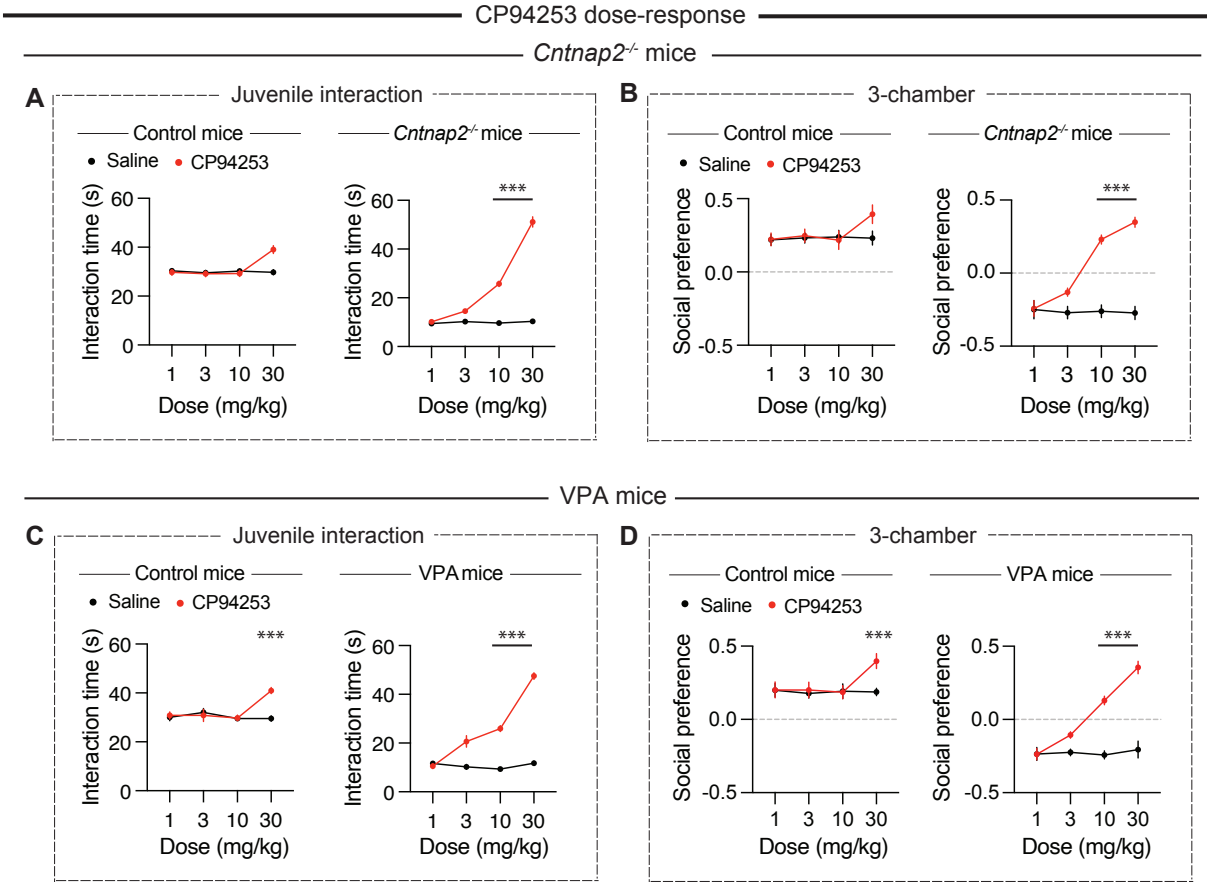 CP94253 dose-response
Cntnap2-/- mice
A
Juvenile interaction
Control mice
Cntnap2-/- mice
Saline CP94253
Interaction time (s)
60
40
20
0
1 3 10 30
Dose (mg/kg)
***
Interaction time (s)
60
40
20
0
1 3 10 30
Dose (mg/kg)
B
3-chamber
Control mice
Cntnap2-/- mice
Saline CP94253
Social preference
0.5
0.0
-0.5
1 3 10 30
Dose (mg/kg)
***
Social preference
0.5
0.0
-0.5
1 3 10 30
Dose (mg/kg)
VPA mice
C
Juvenile interaction
Control mice
VPA mice
Saline CP94253
***
Interaction time (s)
60
40
20
0
1 3 10 30
Dose (mg/kg)
***
Interaction time (s)
60
40
20
0
1 3 10 30
Dose (mg/kg)
D
3-chamber
Control mice
VPA mice
Saline CP94253
***
Social preference
0.5
0.0
-0.5
1 3 10 30
Dose (mg/kg)
***
Social preference
0.5
0.0
-0.5
1 3 10 30
Dose (mg/kg)